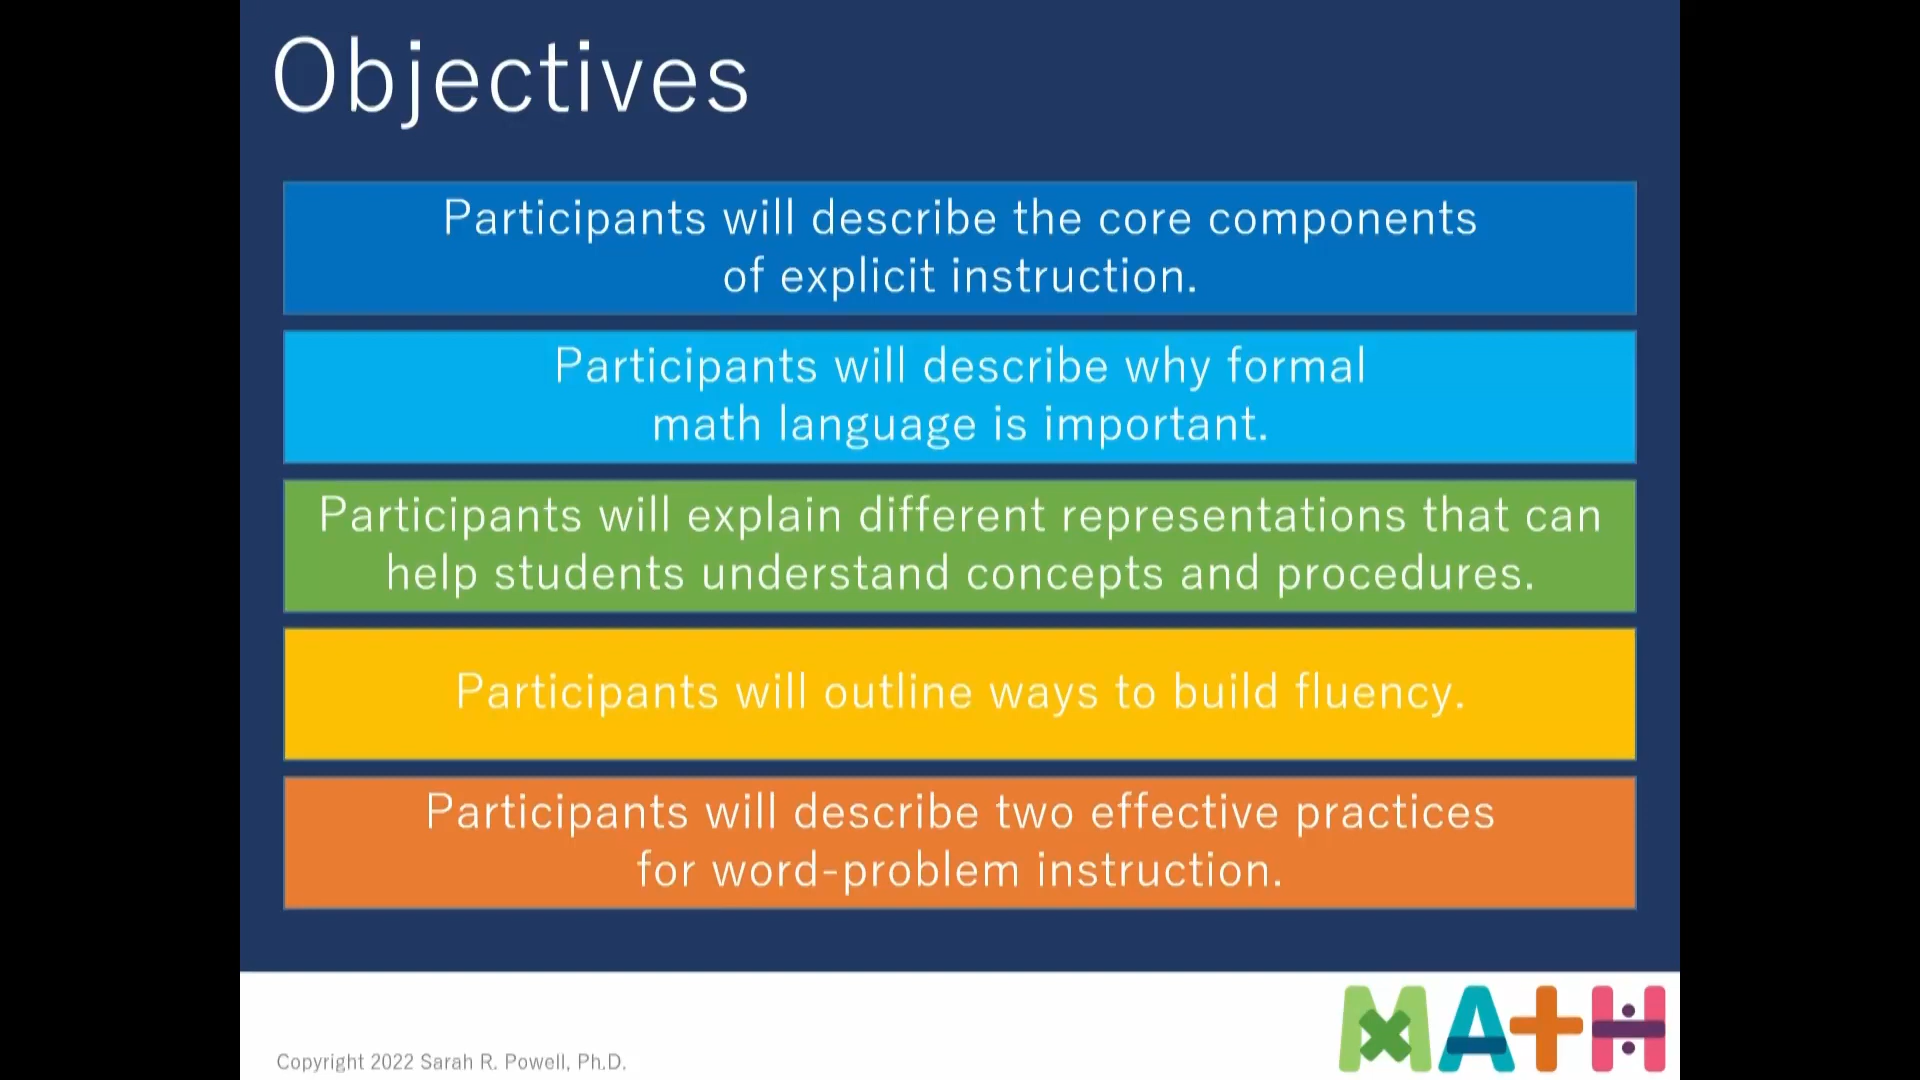 Objectives
Participants will describe the core components
of explicit instruction.
Participants will describe why formal
math language is important.
Participants will explain different representations that can
help students understand concepts and procedures.
Participants will outline ways to build fluency.
Participants will describe two effective practices
for word-problem instruction.
MATH
Copyright 2022 Sarah R. Powell, Ph.D.